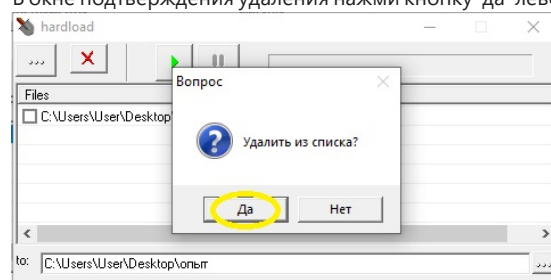 В окне подтверждения удаления нажми кнопку "да" лево
hardload
...
Вопрос
Files
C:\Users\User\Desktop
Удалить из списка?
Да
Нет
to:
C:\Users\User\Desktop\опыт
...